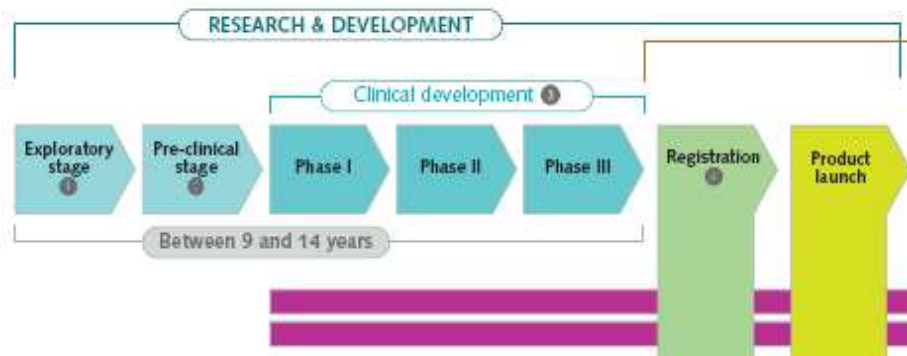 RESEARCH & DEVELOPMENT
Clinical development 3
Exploratory
stage
1
Pre-clinical
stage
2
Phase I
Phase II
Phase III
Registration
4
Product
launch
Between 9 and 14 years